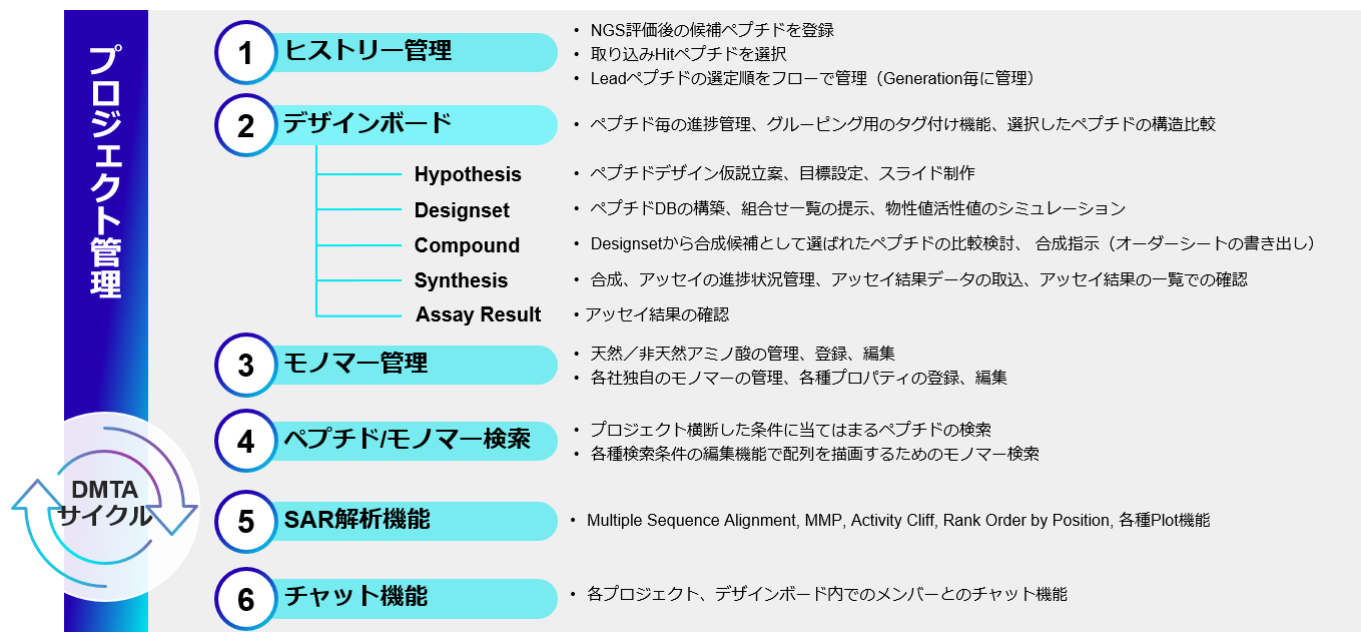 プロジェクト管理
1
ヒストリー管理
・ NGS評価後の候補ペプチドを登録
・ 取り込みHitペプチドを選択
・ Leadペプチドの選定順をフローで管理（Generation毎に管理）
2
デザインボード
・ ペプチド毎の進捗管理、グルーピング用のタグ付け機能、選択したペプチドの構造比較
Hypothesis
・ ペプチドデザイン仮説立案、目標設定、スライド制作
Designset
・ ペプチドDBの構築、組合せ一覧の提示、物性値活性値のシミュレーション
Compound
・ Designsetから合成候補として選ばれたペプチドの比較検討、 合成指示（オーダーシートの書き出し）
Synthesis
・ 合成、アッセイの進捗状況管理、アッセイ結果データの取込、アッセイ結果の一覧での確認
Assay Result
・アッセイ結果の確認
3
モノマー管理
・ 天然／非天然アミノ酸の管理、登録、編集
・ 各社独自のモノマーの管理、各種プロパティの登録、編集
4
ペプチド/モノマー検索
・ プロジェクト横断した条件に当てはまるペプチドの検索
・ 各種検索条件の編集機能で配列を描画するためのモノマー検索
DMTA
サイクル
5
SAR解析機能
・ Multiple Sequence Alignment, MMP, Activity Cliff, Rank Order by Position, 各種Plot機能
6
チャット機能
・ 各プロジェクト、デザインボード内でのメンバーとのチャット機能